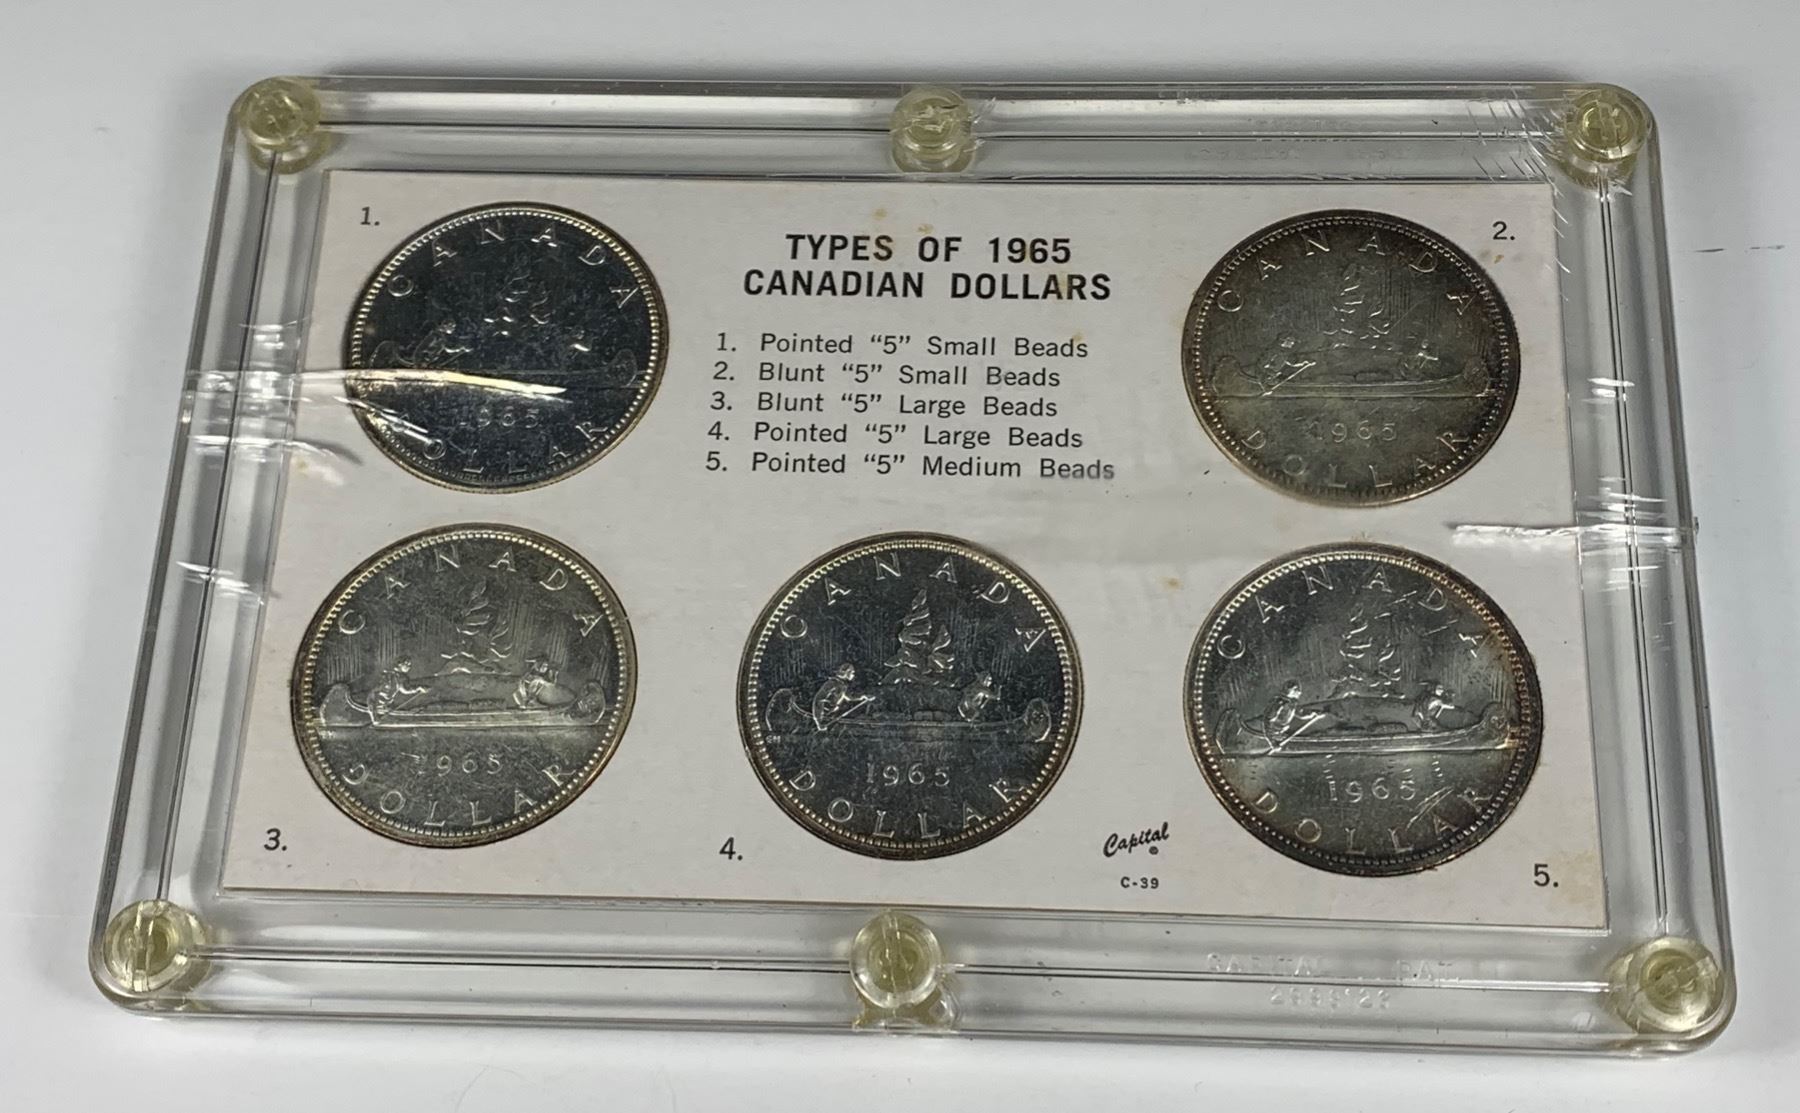 1.
2.
TYPES OF 1965
CANADIAN DOLLARS
1. Pointed “5” Small Beads
2. Blunt “5” Small Beads
3. Blunt “5” Large Beads
4. Pointed “5” Large Beads
5. Pointed “5” Medium Beads
CANADA
1965
DOLLAR
CANADA
1965
DOLLAR
CANADA
1965
DOLLAR
CANADA
1965
DOLLAR
CANADA
1965
DOLLAR
3.
4.
Capital
©
C-39
5.
CAPITAL